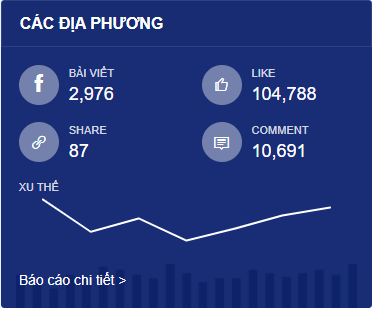 CÁC ĐỊA PHƯƠNG
BÀI VIẾT
2,976
LIKE
104,788
SHARE
87
COMMENT
10,691
XU THẾ
Báo cáo chi tiết >